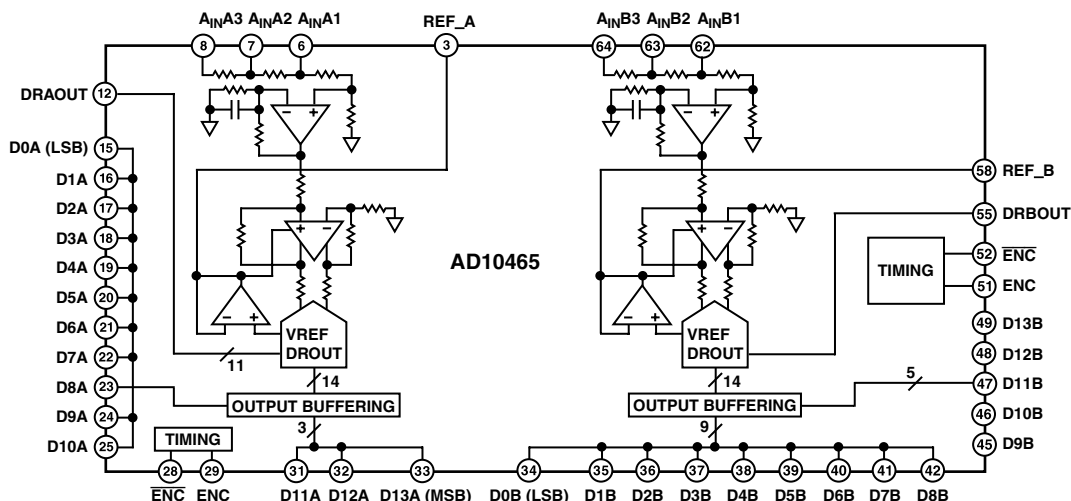 AINA3 AINA2 AINA1 REF_A AINB3 AINB2 AINB1
8 7 6 3 64 63 62
DRAOUT 12
D0A (LSB) 15
D1A 16
D2A 17
D3A 18
D4A 19
D5A 20
D6A 21
D7A 22
D8A 23
D9A 24
D10A 25
− +
+ −
− +
VREF
DROUT
11
14
OUTPUT BUFFERING
3
TIMING
AD10465
− +
+ −
− +
VREF
DROUT
14
OUTPUT BUFFERING
9
5
TIMING
58 REF_B
55 DRBOUT
52 ENC
51 ENC
49 D13B
48 D12B
47 D11B
46 D10B
45 D9B
28 29 31 32 33 34 35 36 37 38 39 40 41 42
ENC ENC D11A D12A D13A (MSB) D0B (LSB) D1B D2B D3B D4B D5B D6B D7B D8B